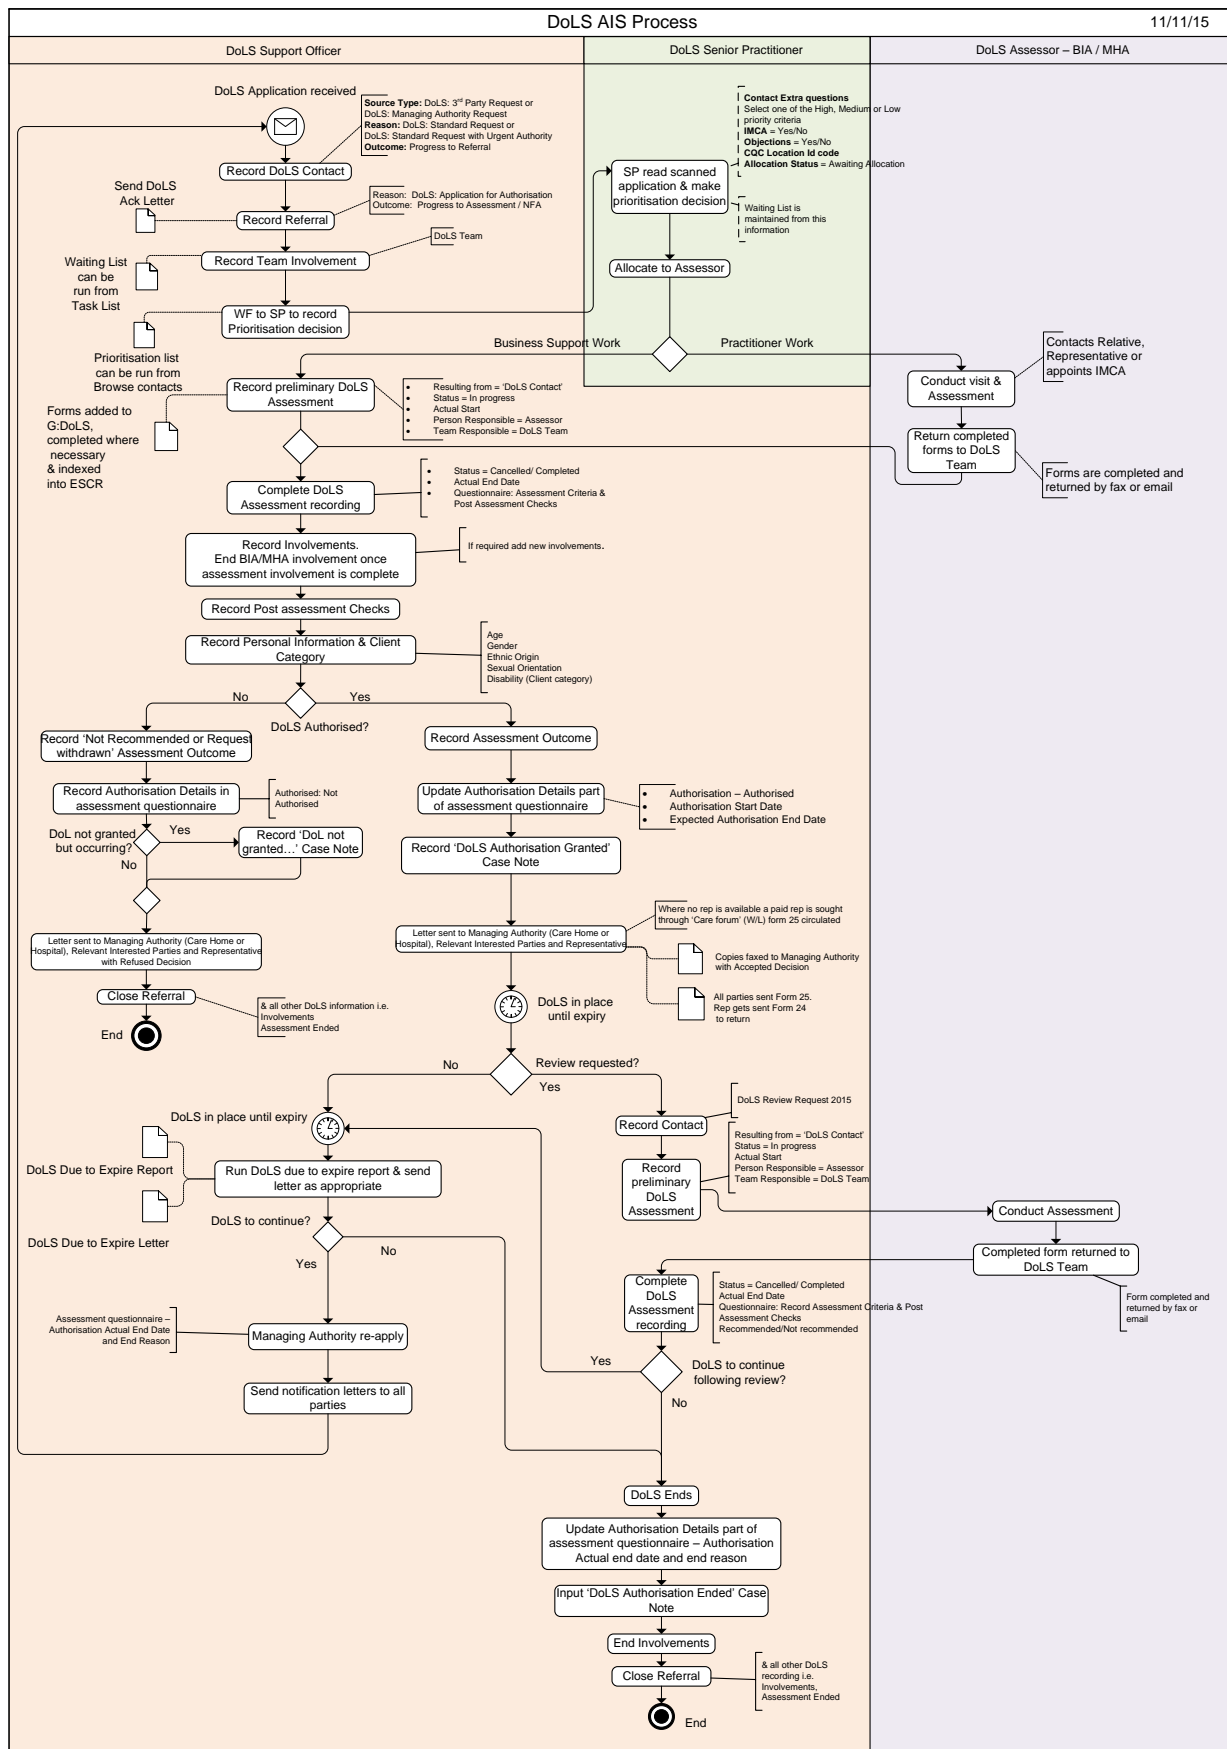 DoLS AIS Process
11/11/15
DoLS Support Officer
DoLS Senior Practitioner
DoLS Assessor – BIA / MHA
DoLS Application received
Source Type: DoLS: 3rd Party Request or
DoLS: Managing Authority Request
Reason: DoLS: Standard Request or
DoLS: Standard Request with Urgent Authority
Outcome: Progress to Referral
Record DoLS Contact
Send DoLS
Ack Letter
Reason: DoLS: Application for Authorisation
Outcome: Progress to Assessment / NFA
Record Referral
DoLS Team
Record Team Involvement
Waiting List
can be
run from
Task List
WF to SP to record
Prioritisation decision
Prioritisation list
can be run from
Browse contacts
Contact Extra questions
Select one of the High, Medium or Low
priority criteria
IMCA = Yes/No
Objections = Yes/No
CQC Location Id code
Allocation Status = Awaiting Allocation
SP read scanned
application & make
prioritisation decision
Waiting List is
maintained from this
information
Allocate to Assessor
Business Support Work
Practitioner Work
Contacts Relative,
Representative or
appoints IMCA
Conduct visit &
Assessment
Return completed
forms to DoLS
Team
Forms are completed and
returned by fax or email
Record preliminary DoLS
Assessment
• Resulting from = ‘DoLS Contact’
• Status = In progress
• Actual Start
• Person Responsible = Assessor
• Team Responsible = DoLS Team
Forms added to
G:DoLS,
completed where
necessary
& indexed
into ESCR
Complete DoLS
Assessment recording
• Status = Cancelled/ Completed
• Actual End Date
• Questionnaire: Assessment Criteria &
Post Assessment Checks
Record Involvements.
End BIA/MHA involvement once
assessment involvement is complete
If required add new involvements.
Record Post assessment Checks
Record Personal Information & Client
Category
Age
Gender
Ethnic Origin
Sexual Orientation
Disability (Client category)
No
Yes
DoLS Authorised?
Record ‘Not Recommended or Request
withdrawn’ Assessment Outcome
Record Authorisation Details in
assessment questionnaire
Authorised: Not
Authorised
DoL not granted
but occurring?
Yes
No
Record ‘DoL not
granted…’ Case Note
Letter sent to Managing Authority (Care Home or
Hospital), Relevant Interested Parties and Representative
with Refused Decision
Close Referral
& all other DoLS information i.e.
Involvements
Assessment Ended
End
Record Assessment Outcome
Update Authorisation Details part
of assessment questionnaire
• Authorisation – Authorised
• Authorisation Start Date
• Expected Authorisation End Date
Record ‘DoLS Authorisation Granted’
Case Note
Where no rep is available a paid rep is sought
through ‘Care forum’ (W/L) form 25 circulated
Letter sent to Managing Authority (Care Home or
Hospital), Relevant Interested Parties and Representative
Copies faxed to Managing Authority
with Accepted Decision
All parties sent Form 25.
Rep gets sent Form 24
to return
DoLS in place
until expiry
Review requested?
No
Yes
DoLS in place until expiry
Run DoLS due to expire report & send
letter as appropriate
DoLS Due to Expire Report
DoLS Due to Expire Letter
DoLS to continue?
No
Yes
Assessment questionnaire –
Authorisation Actual End Date
and End Reason
Managing Authority re-apply
Send notification letters to all
parties
DoLS Review Request 2015
Record Contact
Resulting from = ‘DoLS Contact’
Status = In progress
Actual Start
Person Responsible = Assessor
Team Responsible = DoLS Team
Record
preliminary
DoLS
Assessment
Conduct Assessment
Completed form returned to
DoLS Team
Form completed and
returned by fax or
email
Complete
DoLS
Assessment
recording
Status = Cancelled/ Completed
Actual End Date
Questionnaire: Record Assessment Criteria & Post
Assessment Checks
Recommended/Not recommended
Yes
DoLS to continue
following review?
No
DoLS Ends
Update Authorisation Details part of
assessment questionnaire – Authorisation
Actual end date and end reason
Input ‘DoLS Authorisation Ended’ Case
Note
End Involvements
Close Referral
& all other DoLS
recording i.e.
Involvements,
Assessment Ended
End